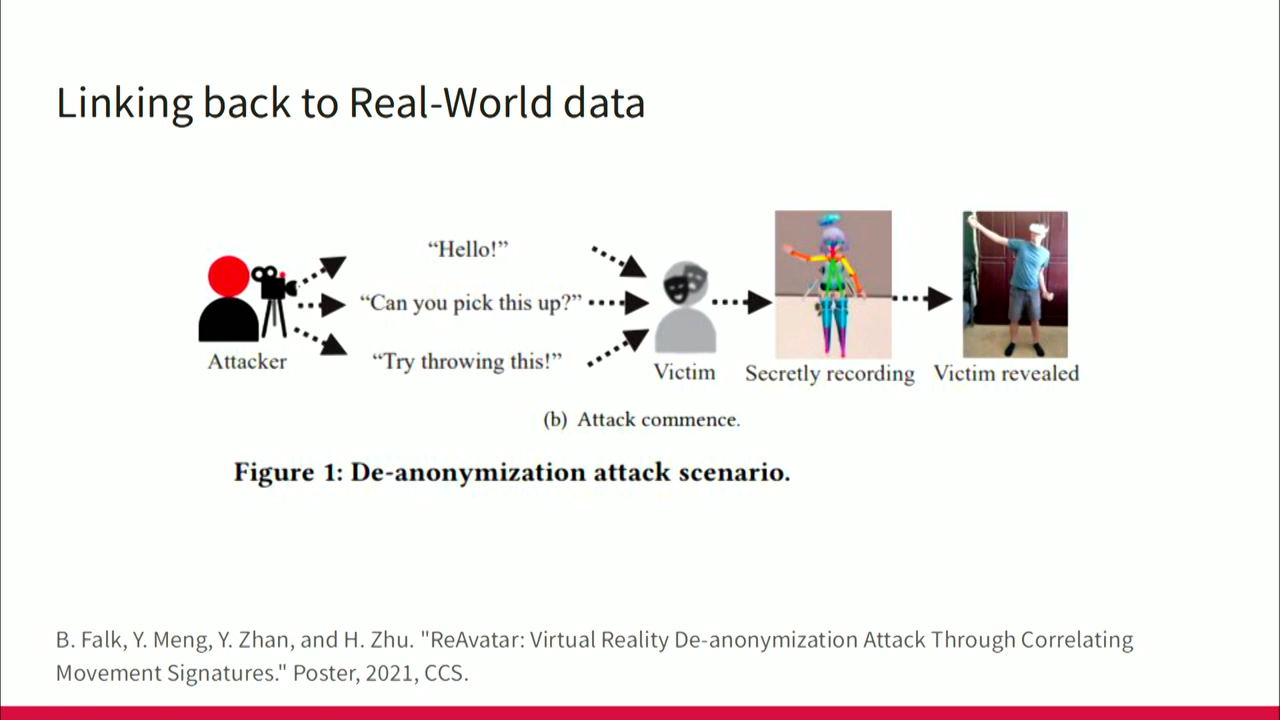 Linking back to Real-World data
“Hello!”
“Can you pick this up?”
“Try throwing this!”
Attacker
Victim
Secretly recording
Victim revealed
(b) Attack commence.
Figure 1: De-anonymization attack scenario.
B. Falk, Y. Meng, Y. Zhan, and H. Zhu. "ReAvatar: Virtual Reality De-anonymization Attack Through Correlating
Movement Signatures." Poster, 2021, CCS.